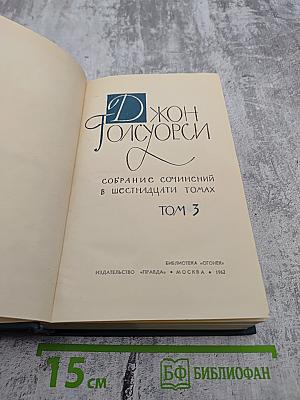 ДЖОН
ГОЛСУОРСИ
СОБРАНИЕ СОЧИНЕНИЙ
В ШЕСТНАДЦАТИ ТОМАХ
ТОМ 3
БИБЛИОТЕКА «ОГОНЕК»
ИЗДАТЕЛЬСТВО «ПРАВДА» • МОСКВА • 1962
15 см
БФ БИБЛИОФАН